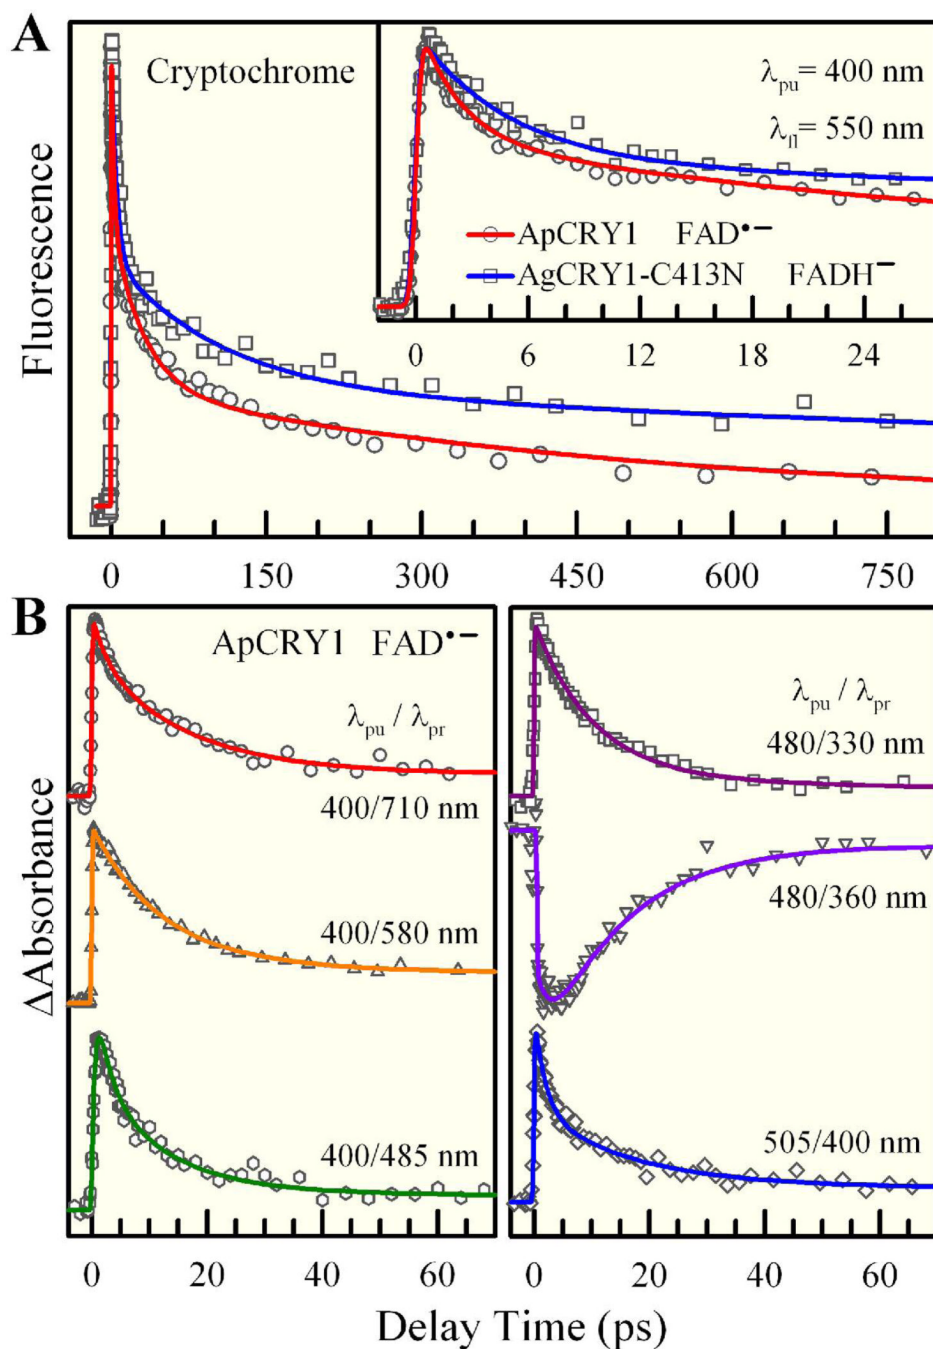 A
Cryptochrome
λpu= 400 nm
λfl= 550 nm
ApCRY1 FAD•−
AgCRY1-C413N FADH−
0 6 12 18 24
Fluorescence
0 150 300 450 600 750
B
ApCRY1 FAD•−
λpu / λpr
400/710 nm
400/580 nm
400/485 nm
λpu / λpr
480/330 nm
480/360 nm
505/400 nm
ΔAbsorbance
0 20 40 60
0 20 40 60
Delay Time (ps)